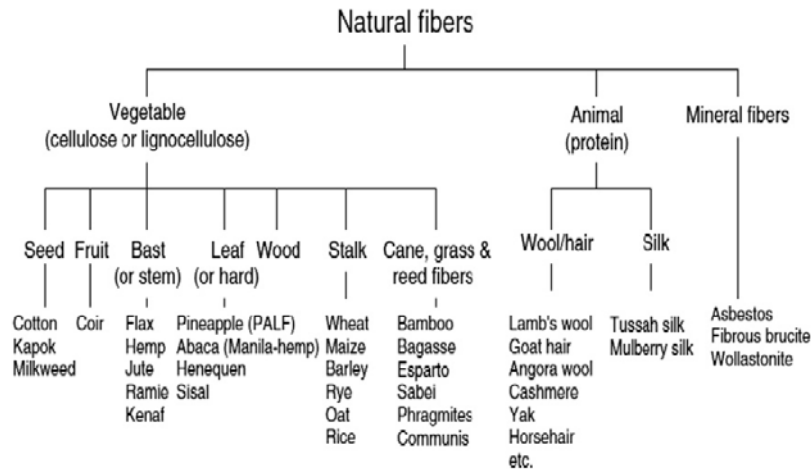 Natural fibers
Vegetable
(cellulose or lignocellulose)
Animal
(protein)
Mineral fibers
Seed
Cotton
Kapok
Milkweed
Fruit
Coir
Bast
(or stem)
Flax
Hemp
Jute
Ramie
Kenaf
Leaf
(or hard)
Pineapple (PALF)
Abaca (Manila-hemp)
Henequen
Sisal
Wood
Stalk
Wheat
Maize
Barley
Rye
Oat
Rice
Cane, grass &
reed fibers
Bamboo
Bagasse
Esparto
Sabei
Phragmites
Communis
Wool/hair
Lamb's wool
Goat hair
Angora wool
Cashmere
Yak
Horsehair
etc.
Silk
Tussah silk
Mulberry silk
Asbestos
Fibrous brucite
Wollastonite